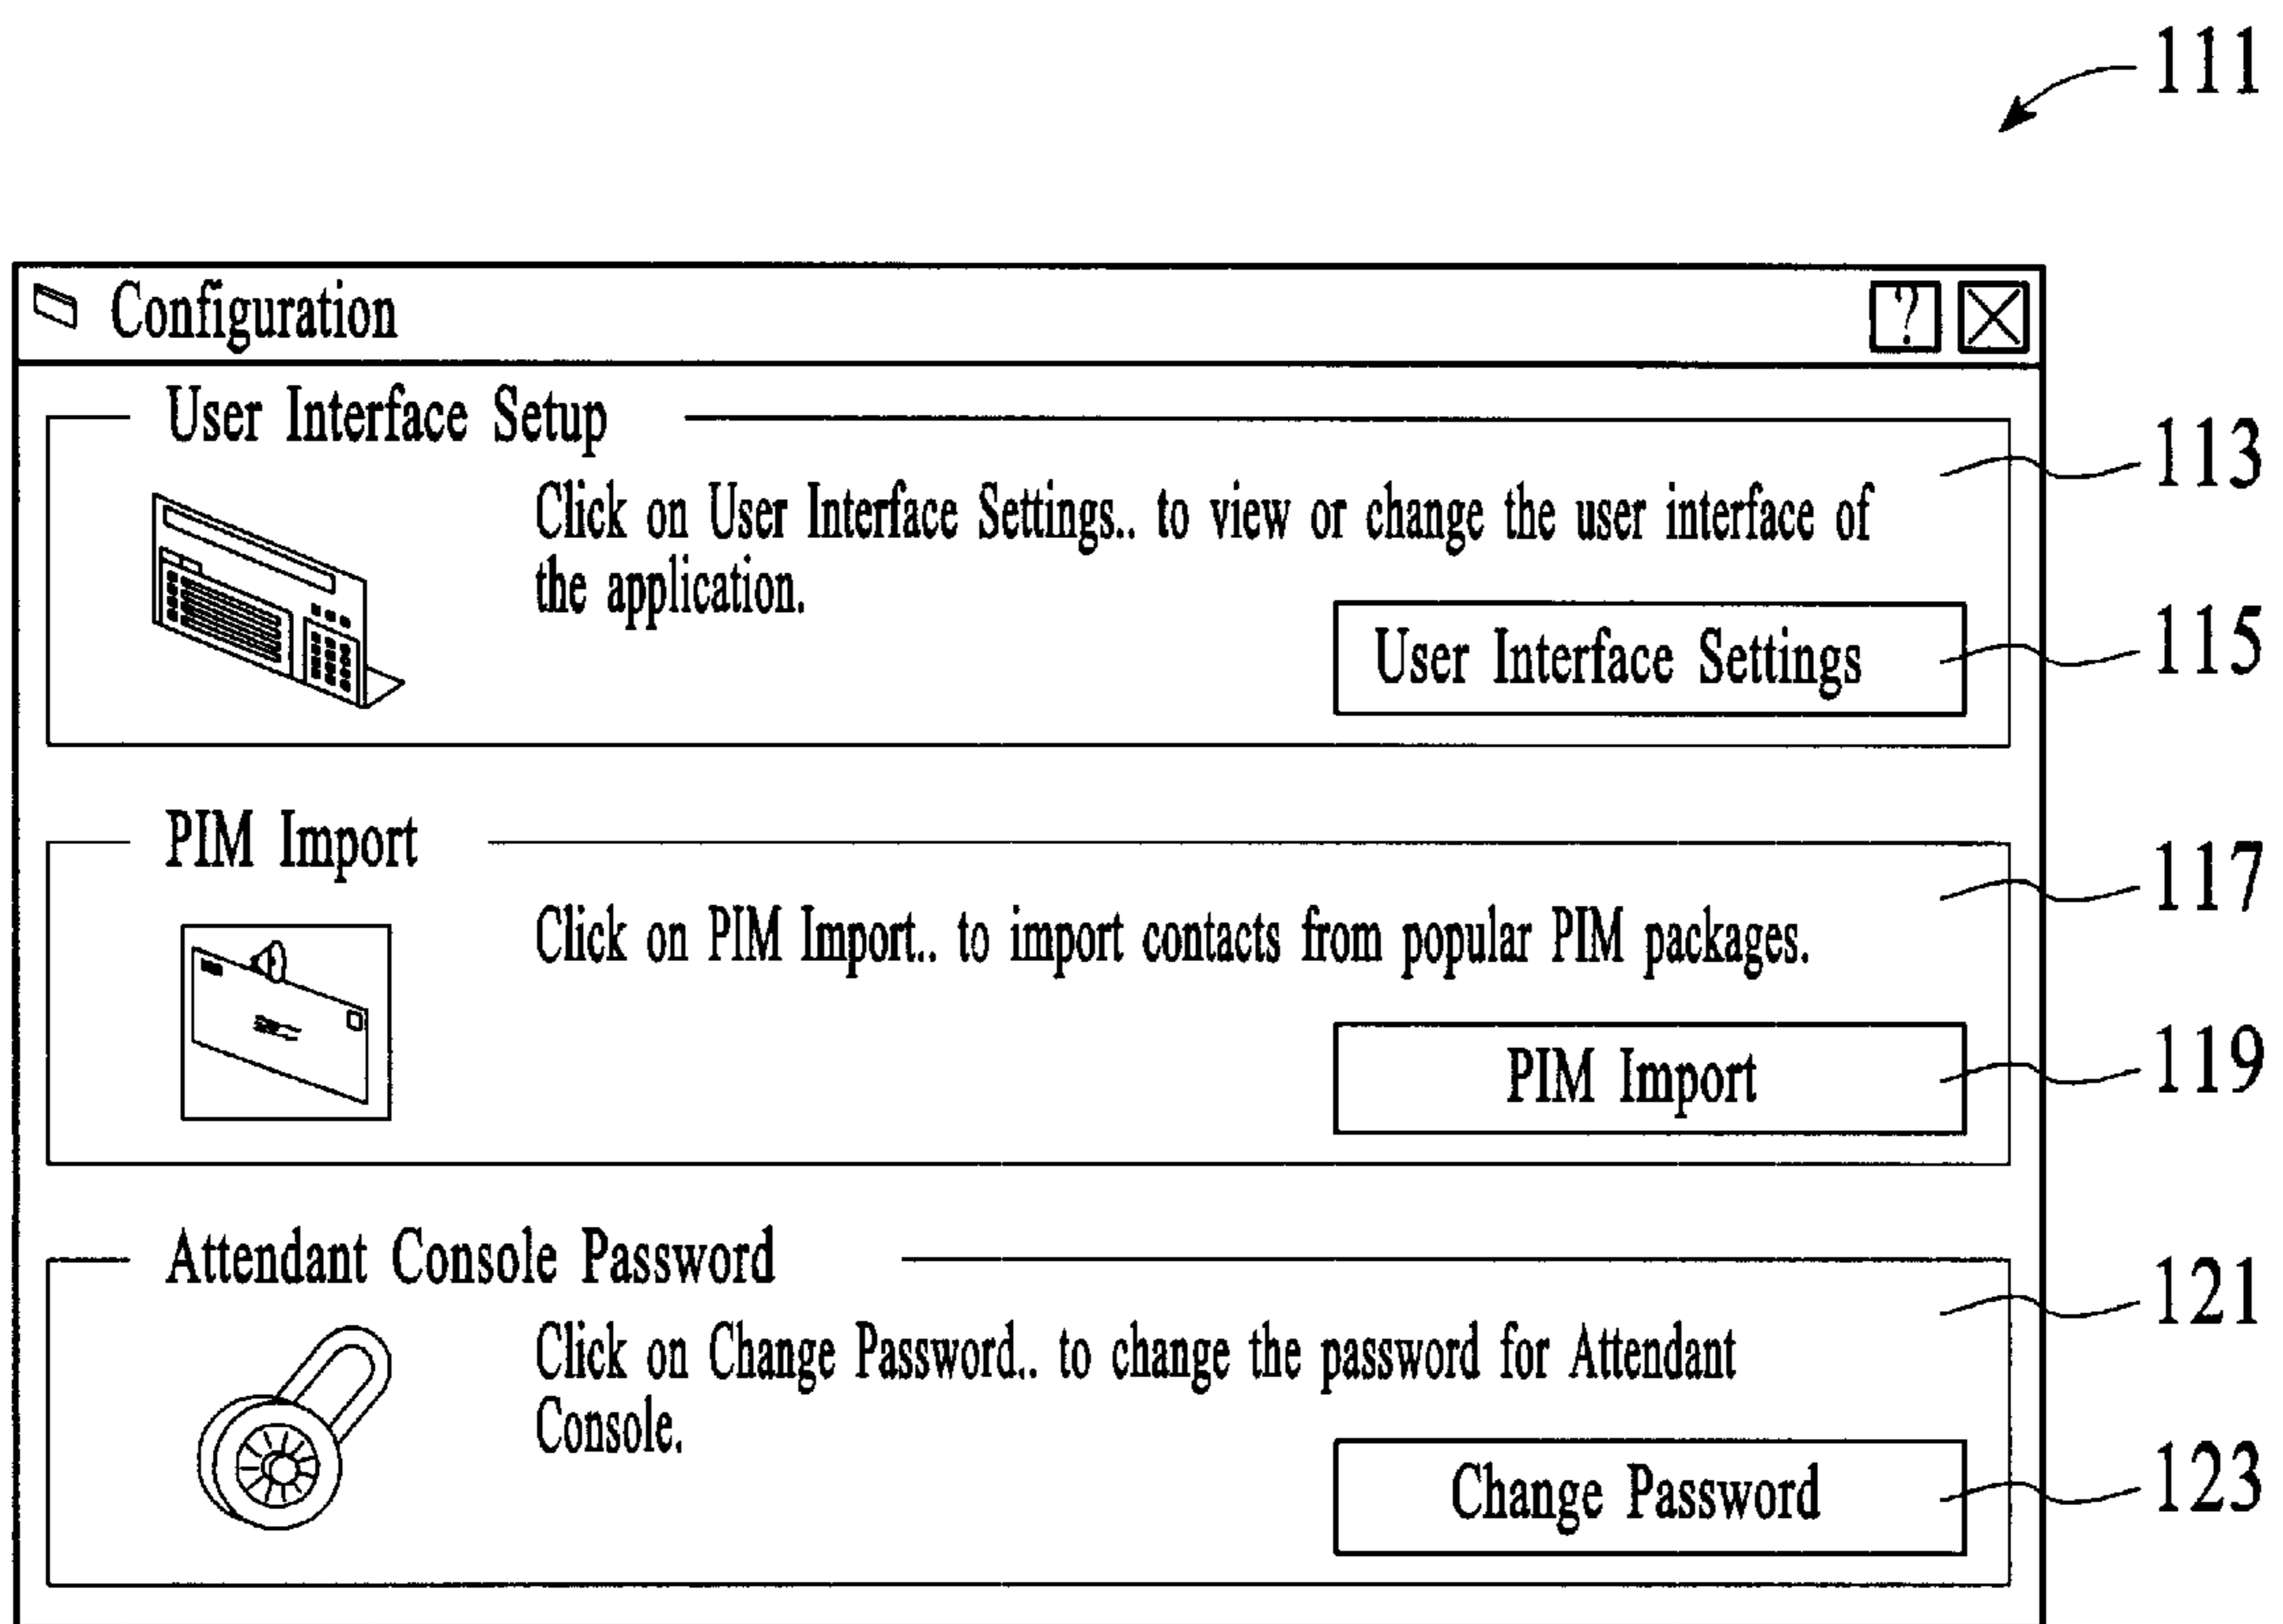 111
Configuration ?
User Interface Setup
113
Click on User Interface Settings.. to view or change the user interface of
the application.
User Interface Settings
115
PIM Import
117
Click on PIM Import.. to import contacts from popular PIM packages.
PIM Import
119
Attendant Console Password
121
Click on Change Password.. to change the password for Attendant
Console.
Change Password
123